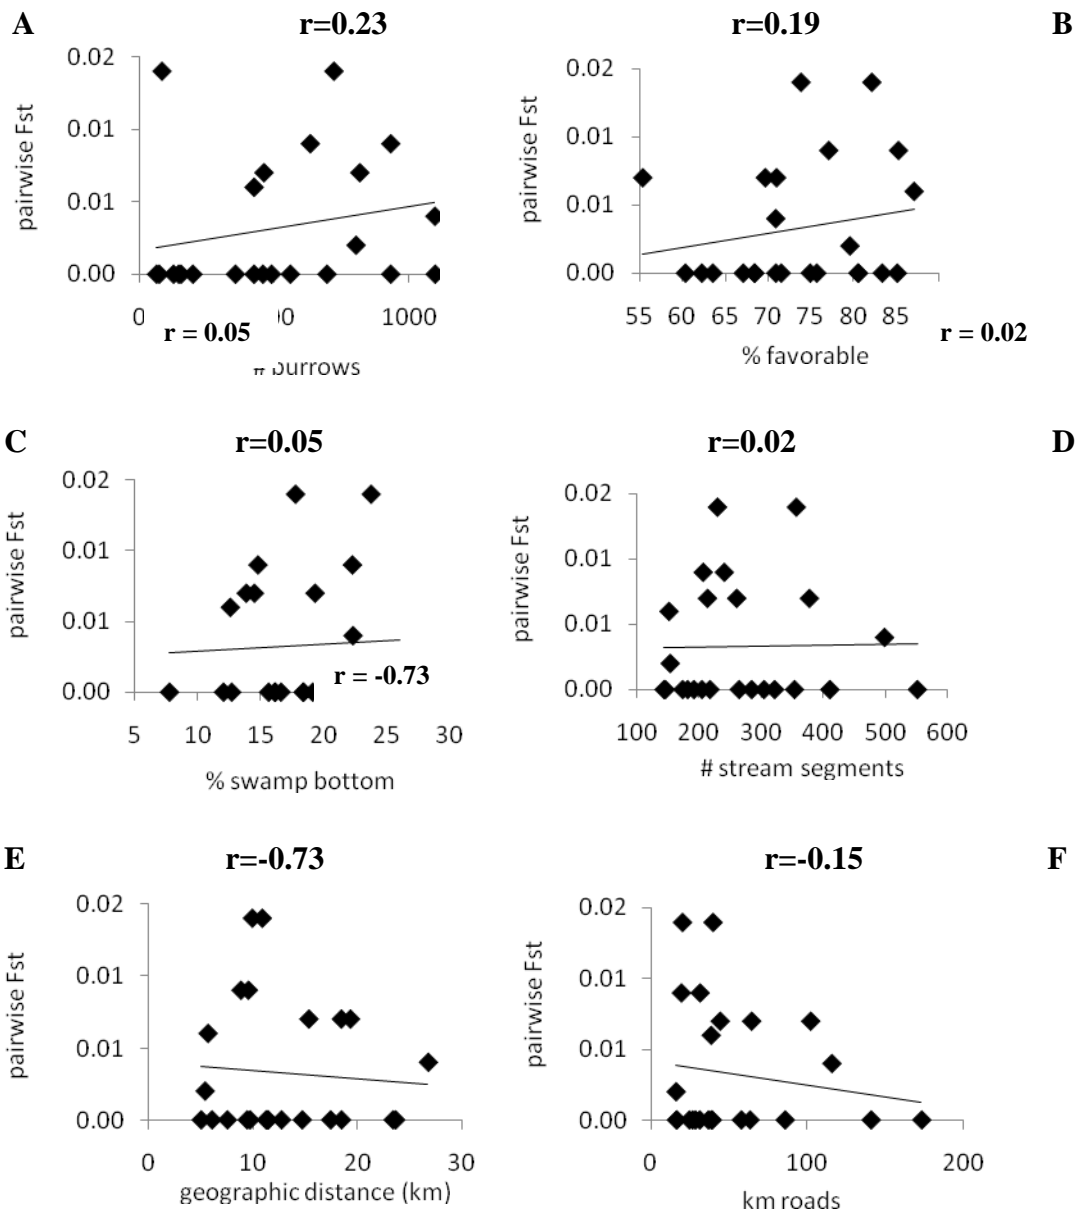 A r=0.23
0.02
0.01
0.01
0.00
pairwise Fst
0 00 1000
r = 0.05
# burrows
r=0.19 B
0.02
0.01
0.01
0.00
pairwise Fst
55 60 65 70 75 80 85
r = 0.02
% favorable
C r=0.05
0.02
0.01
0.01
0.00
pairwise Fst
r = -0.73
5 10 15 20 25 30
% swamp bottom
r=0.02 D
0.02
0.01
0.01
0.00
pairwise Fst
100 200 300 400 500 600
# stream segments
E r=-0.73
0.02
0.01
0.01
0.00
pairwise Fst
0 10 20 30
geographic distance (km)
r=-0.15 F
0.02
0.01
0.01
0.00
pairwise Fst
0 100 200
km roads